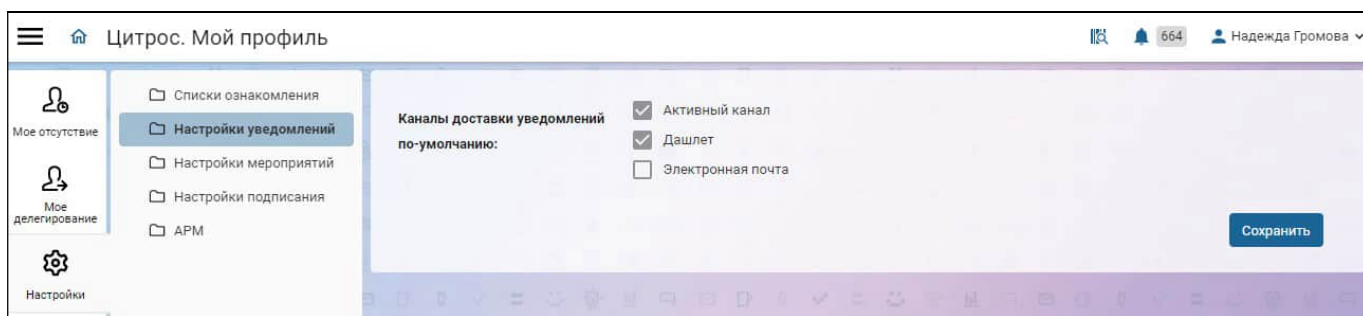 Цитрос. Мой профиль
664
Надежда Громова
Мое отсутствие
Мое
делегирование
Настройки
Списки ознакомления
Настройки уведомлений
Настройки мероприятий
Настройки подписания
АРМ
Каналы доставки уведомлений
по-умолчанию:
Активный канал
Дашлет
Электронная почта
Сохранить